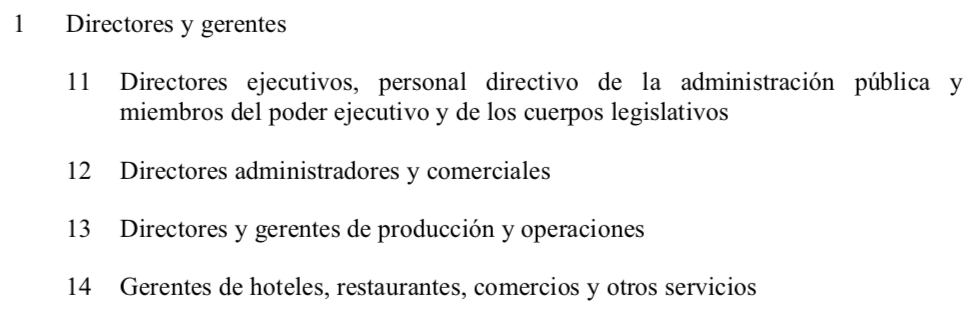 1 Directores y gerentes
11 Directores ejecutivos, personal directivo de la administración pública y
miembros del poder ejecutivo y de los cuerpos legislativos
12 Directores administradores y comerciales
13 Directores y gerentes de producción y operaciones
14 Gerentes de hoteles, restaurantes, comercios y otros servicios